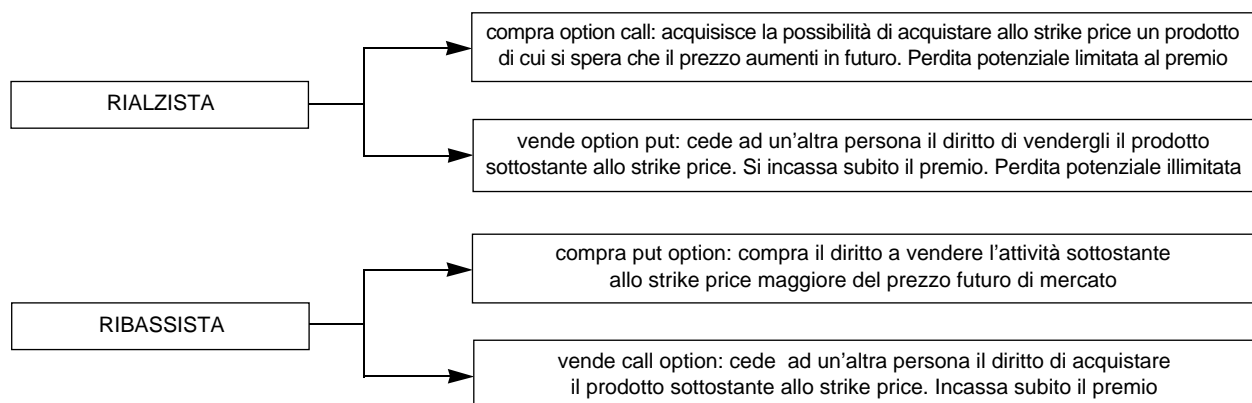 compra option call: acquisisce la possibilità di acquistare allo strike price un prodotto
di cui si spera che il prezzo aumenti in futuro. Perdita potenziale limitata al premio
RIALZISTA
vende option put: cede ad un'altra persona il diritto di vendergli il prodotto
sottostante allo strike price. Si incassa subito il premio. Perdita potenziale illimitata
compra put option: compra il diritto a vendere l'attività sottostante
allo strike price maggiore del prezzo futuro di mercato
RIBASSISTA
vende call option: cede ad un'altra persona il diritto di acquistare
il prodotto sottostante allo strike price. Incassa subito il premio